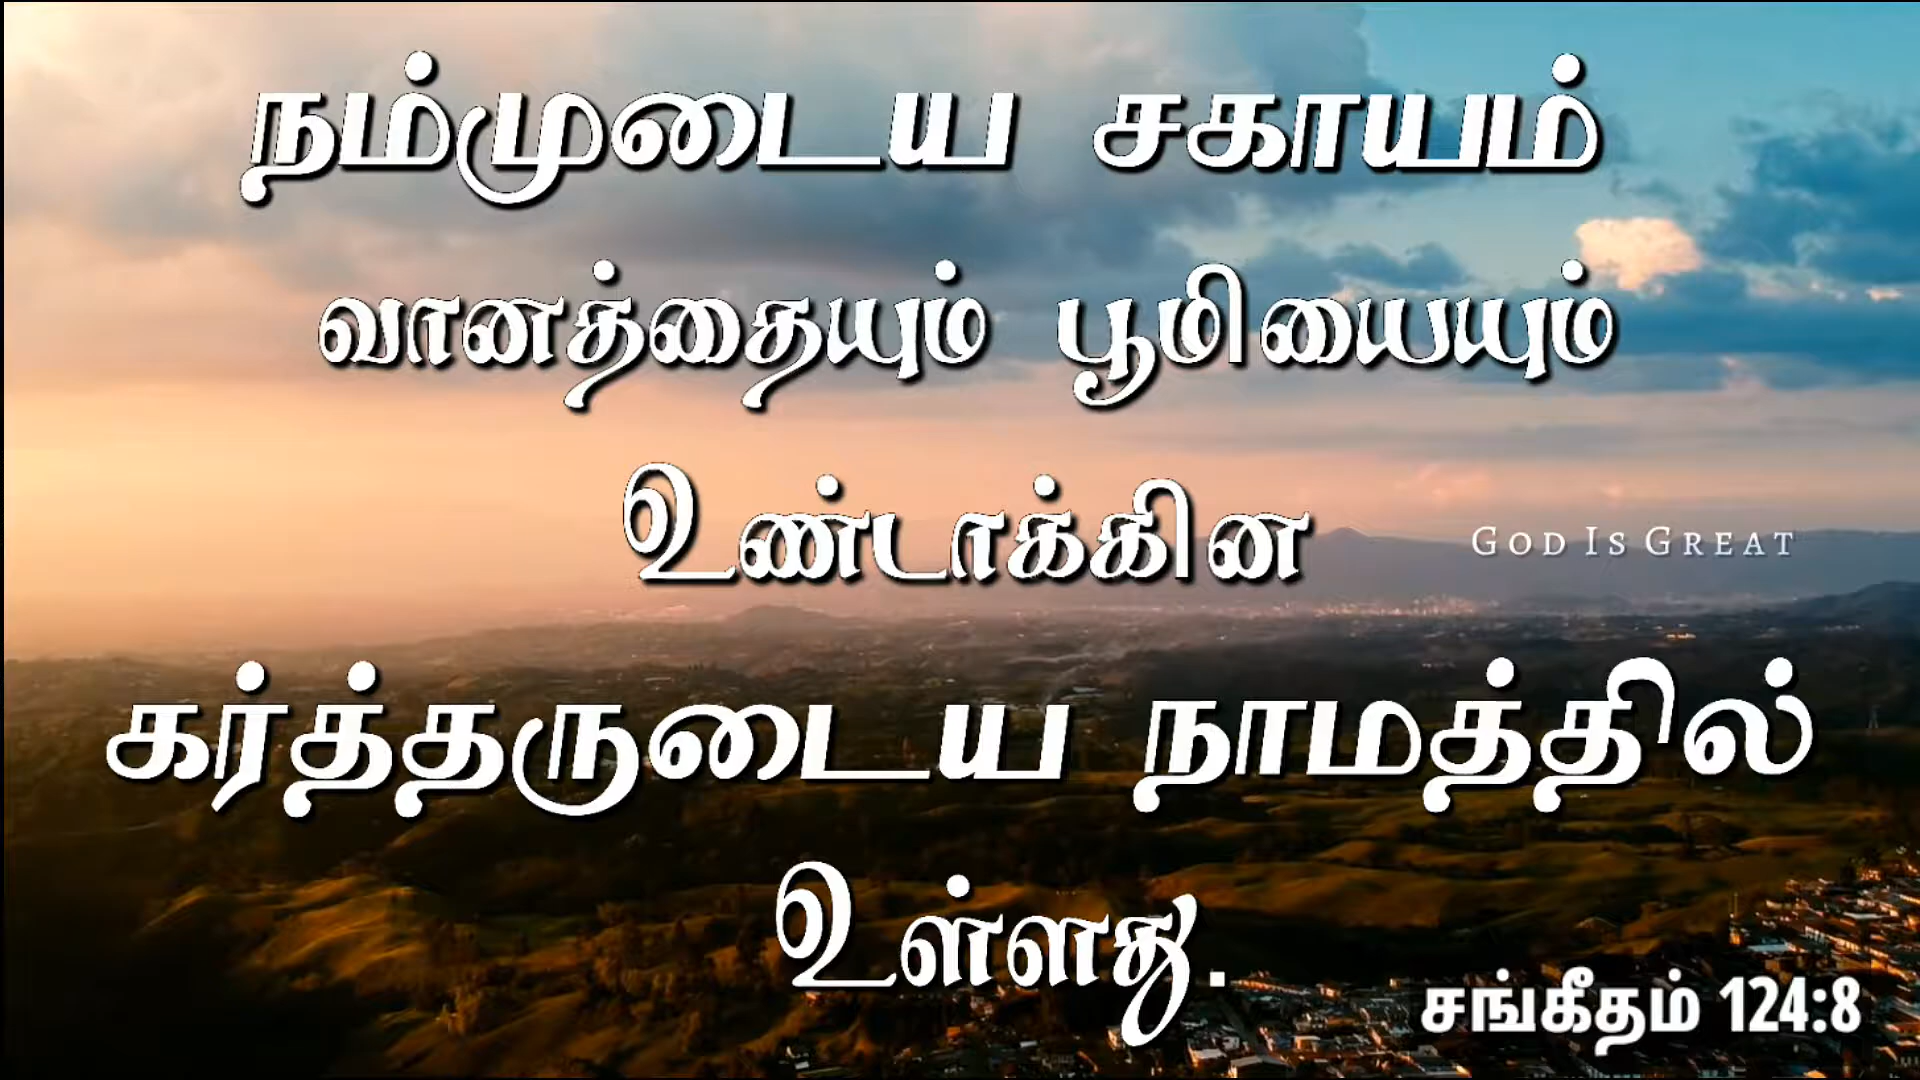 நம்முடைய சகாயம்
வானத்தையும் பூமியையும்
உண்டாக்கின
God Is Great
கர்த்தருடைய நாமத்தில்
உள்ளது.
சங்கீதம் 124:8